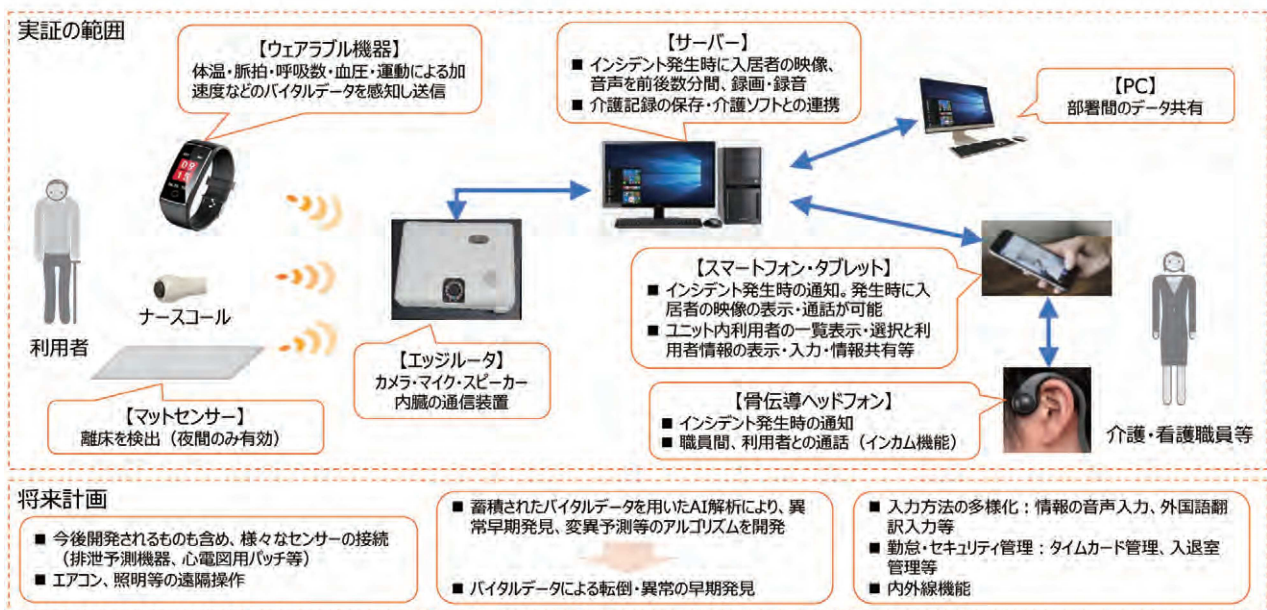 実証の範囲
【ウェアラブル機器】
体温・脈拍・呼吸数・血圧・運動による加
速度などのバイタルデータを感知し送信
【サーバー】
■ インシデント発生時に入居者の映像、
音声を前後数分間、録画・録音
■ 介護記録の保存・介護ソフトとの連携
【PC】
部署間のデータ共有
利用者
ナースコール
【マットセンサー】
離床を検出（夜間のみ有効）
【エッジルータ】
カメラ・マイク・スピーカー
内臓の通信装置
【スマートフォン・タブレット】
■ インシデント発生時の通知。発生時に入
居者の映像の表示・通話が可能
■ ユニット内利用者の一覧表示・選択と利
用者情報の表示・入力・情報共有等
【骨伝導ヘッドフォン】
■ インシデント発生時の通知
■ 職員間、利用者との通話（インカム機能）
介護・看護職員等
将来計画
■ 今後開発されるものも含め、様々なセンサーの接続
（排泄予測機器、心電図用パッチ等）
■ エアコン、照明等の遠隔操作
■ 蓄積されたバイタルデータを用いたAI解析により、異
常早期発見、変異予測等のアルゴリズムを開発
■ バイタルデータによる転倒・異常の早期発見
■ 入力方法の多様化：情報の音声入力、外国語翻
訳入力等
■ 勤怠・セキュリティ管理：タイムカード管理、入退室
管理等
■ 内外線機能